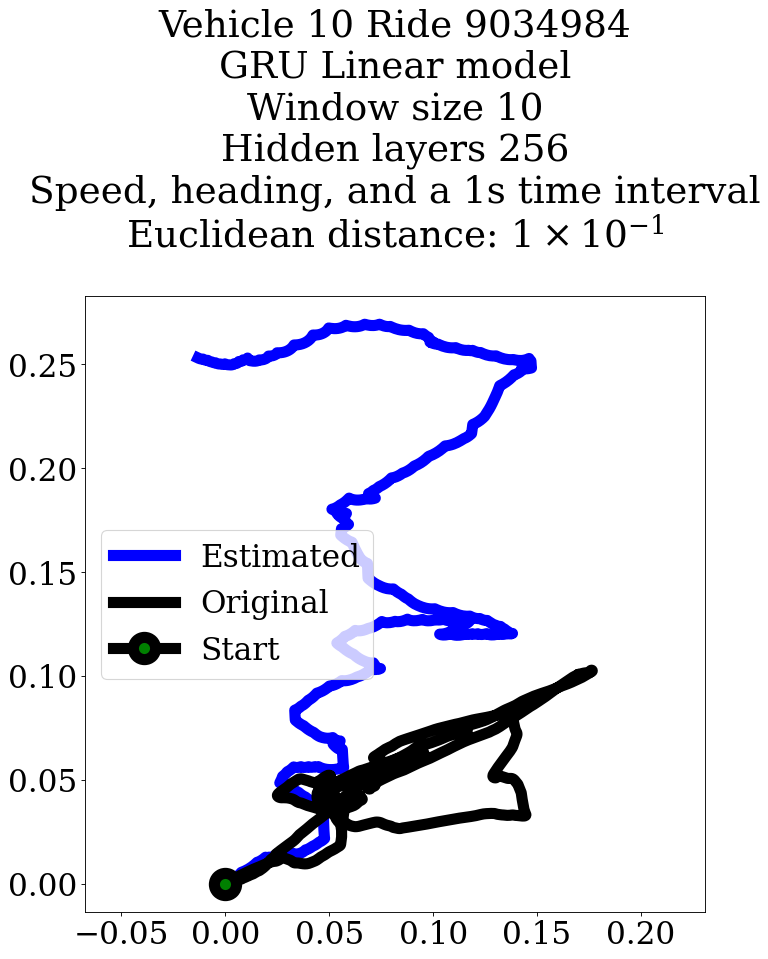 Vehicle 10 Ride 9034984
GRU Linear model
Window size 10
Hidden layers 256
Speed, heading, and a 1s time interval
Euclidean distance: 1 × 10⁻¹
0.25
0.20
0.15
0.10
0.05
0.00
Estimated
Original
Start
−0.05 0.00 0.05 0.10 0.15 0.20